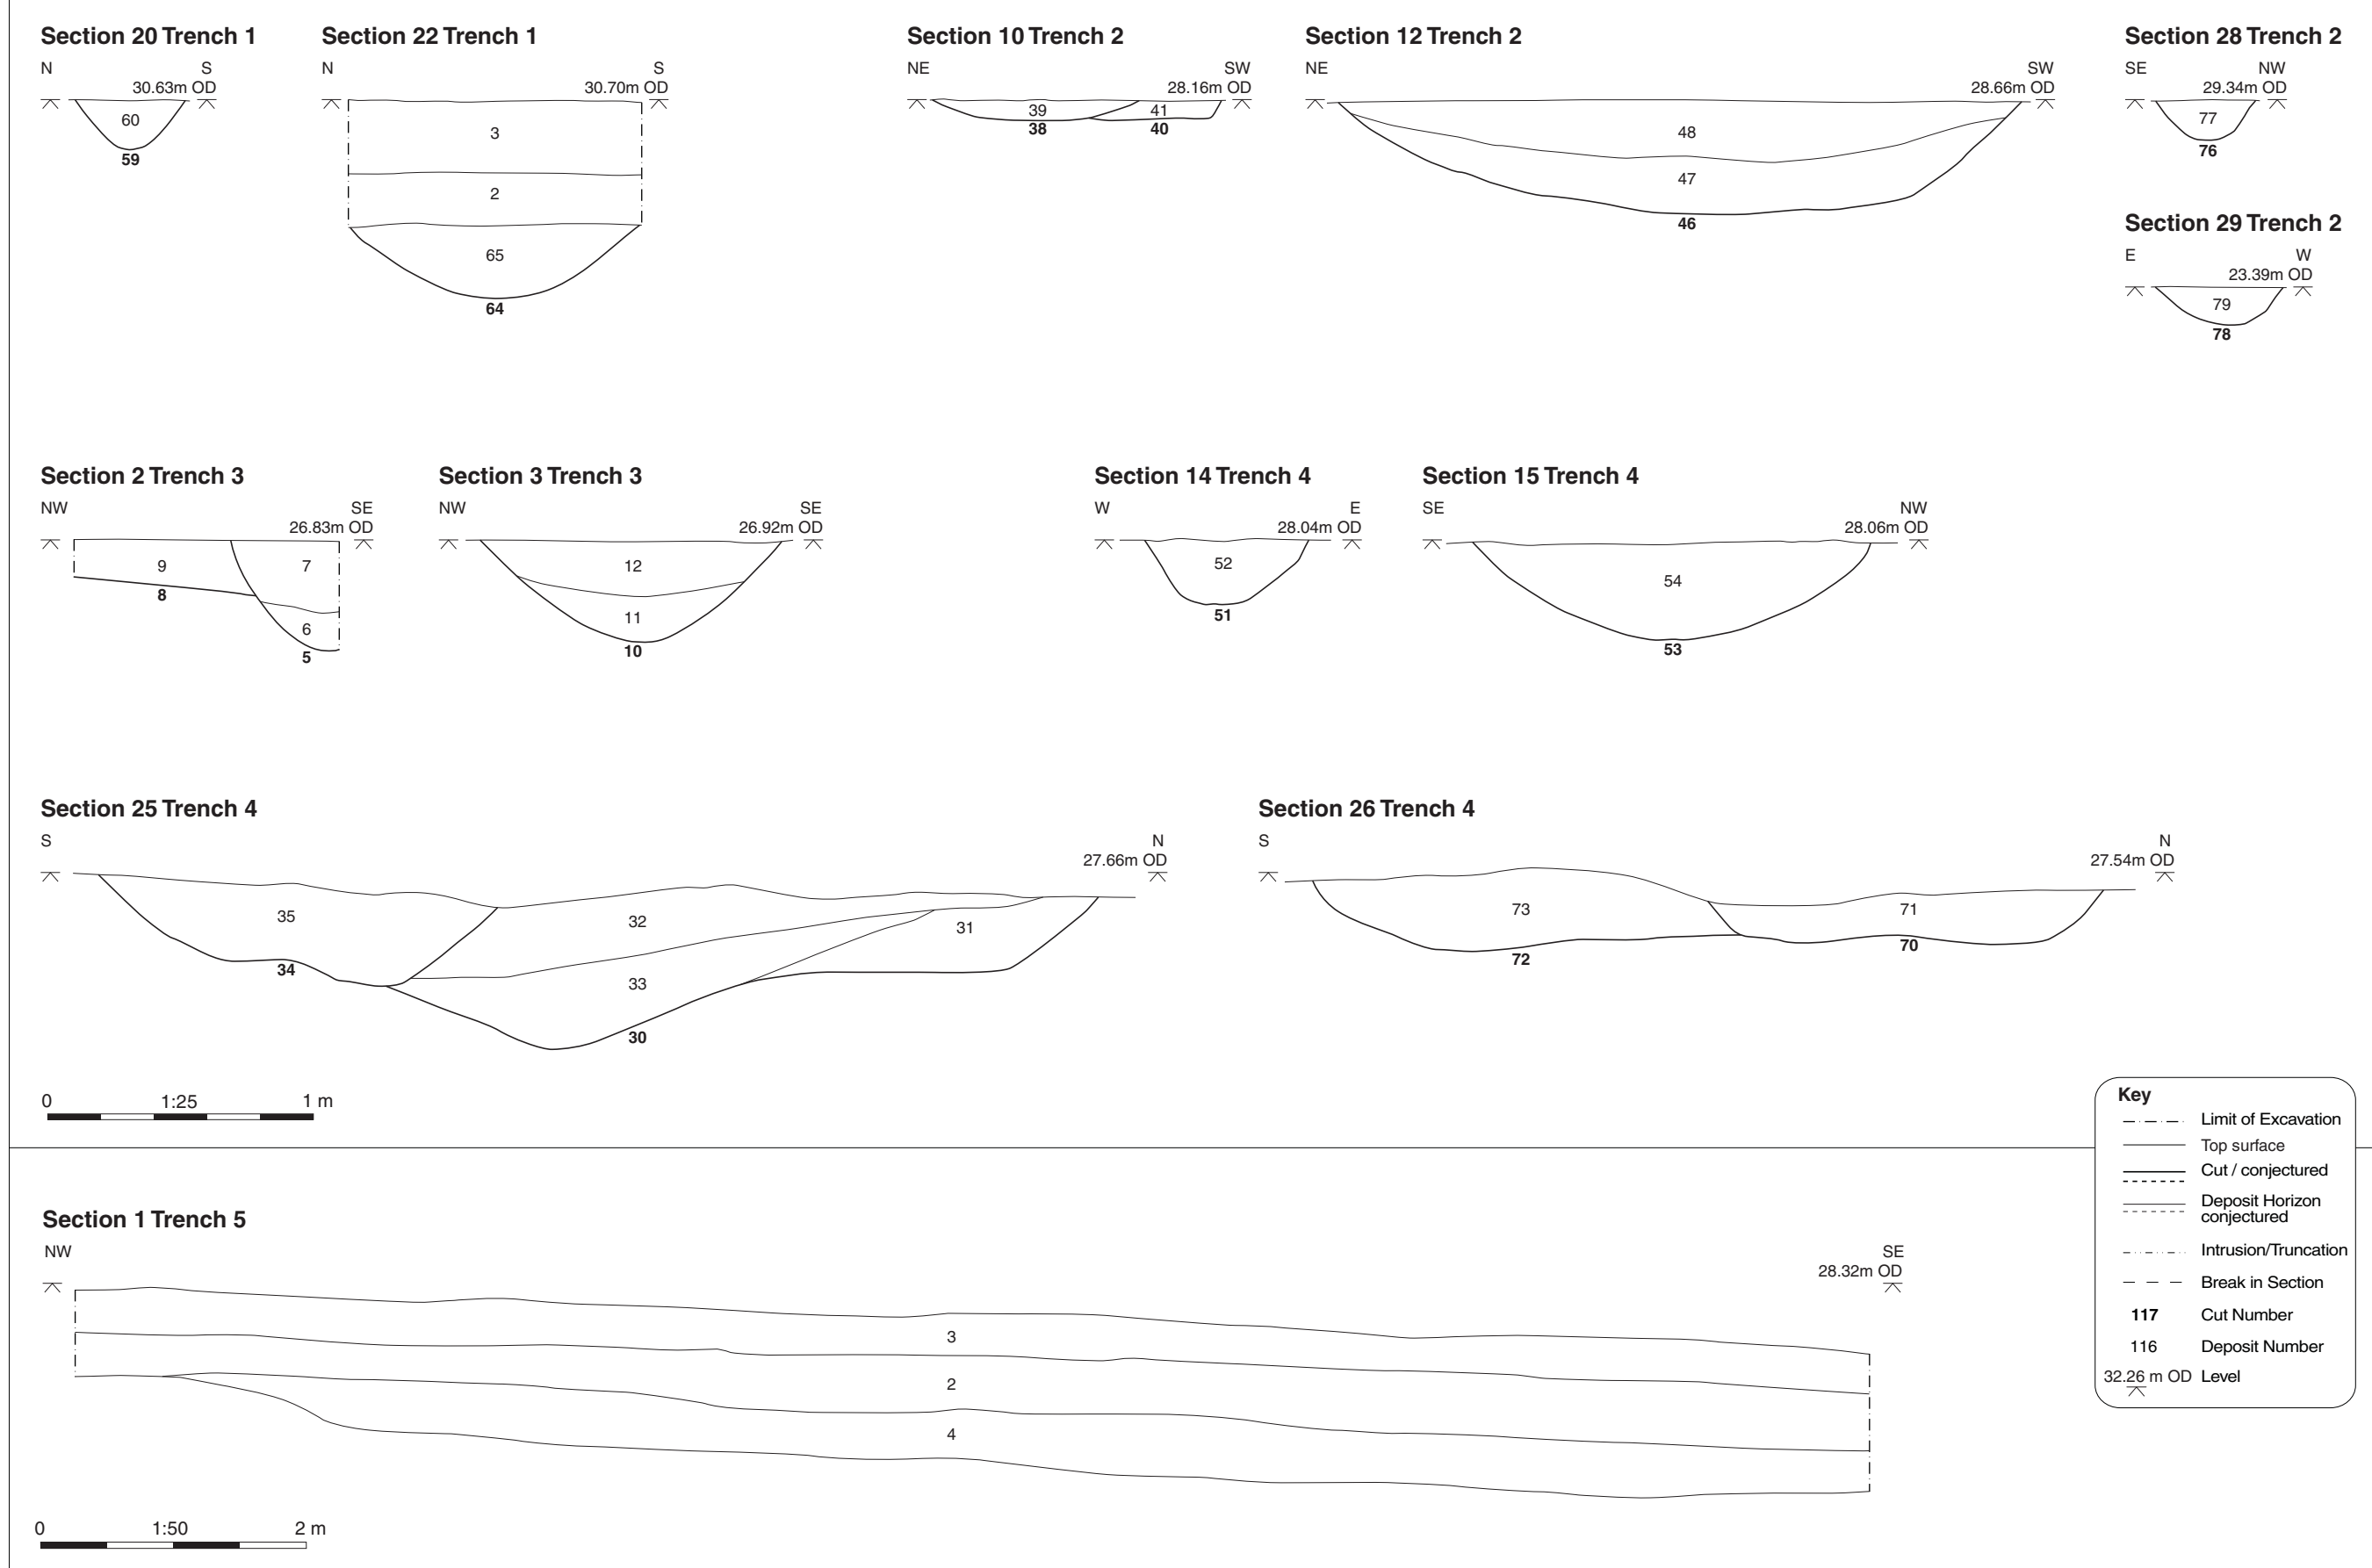 Section 20 Trench 1
N
S
30.63m OD
60
59
Section 22 Trench 1
N
S
30.70m OD
3
2
65
64
Section 10 Trench 2
NE
SW
28.16m OD
39
41
38
40
Section 12 Trench 2
NE
SW
28.66m OD
48
47
46
Section 28 Trench 2
SE
NW
29.34m OD
77
76
Section 29 Trench 2
E
W
23.39m OD
79
78
Section 2 Trench 3
NW
SE
26.83m OD
9
7
8
6
5
Section 3 Trench 3
NW
SE
26.92m OD
12
11
10
Section 14 Trench 4
W
E
28.04m OD
52
51
Section 15 Trench 4
SE
NW
28.06m OD
54
53
Section 25 Trench 4
S
N
27.66m OD
35
32
31
34
33
30
Section 26 Trench 4
S
N
27.54m OD
73
71
72
70
0 1:25 1 m
Section 1 Trench 5
NW
SE
28.32m OD
3
2
4
0 1:50 2 m
Key
Limit of Excavation
Top surface
Cut / conjectured
Deposit Horizon
conjectured
Intrusion/Truncation
Break in Section
117 Cut Number
116 Deposit Number
32.26 m OD Level